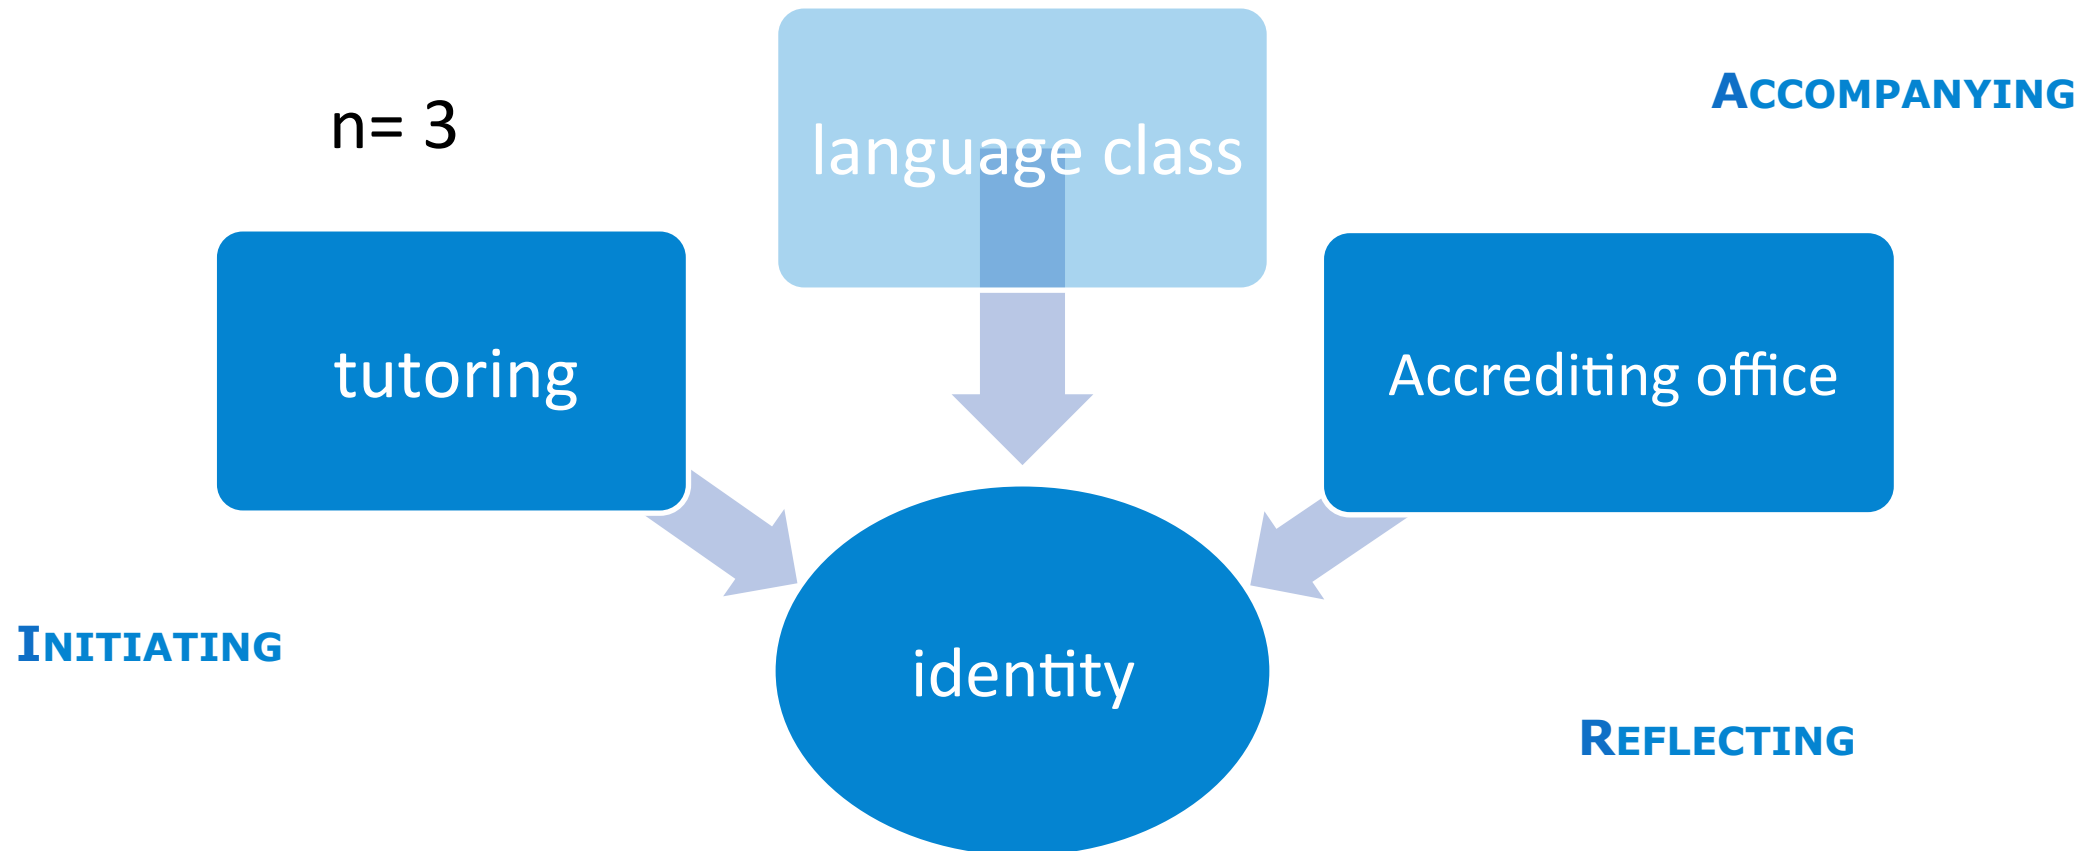 ACCOMPANYING
n= 3
language class
tutoring
Accrediting office
INITIATING
identity
REFLECTING